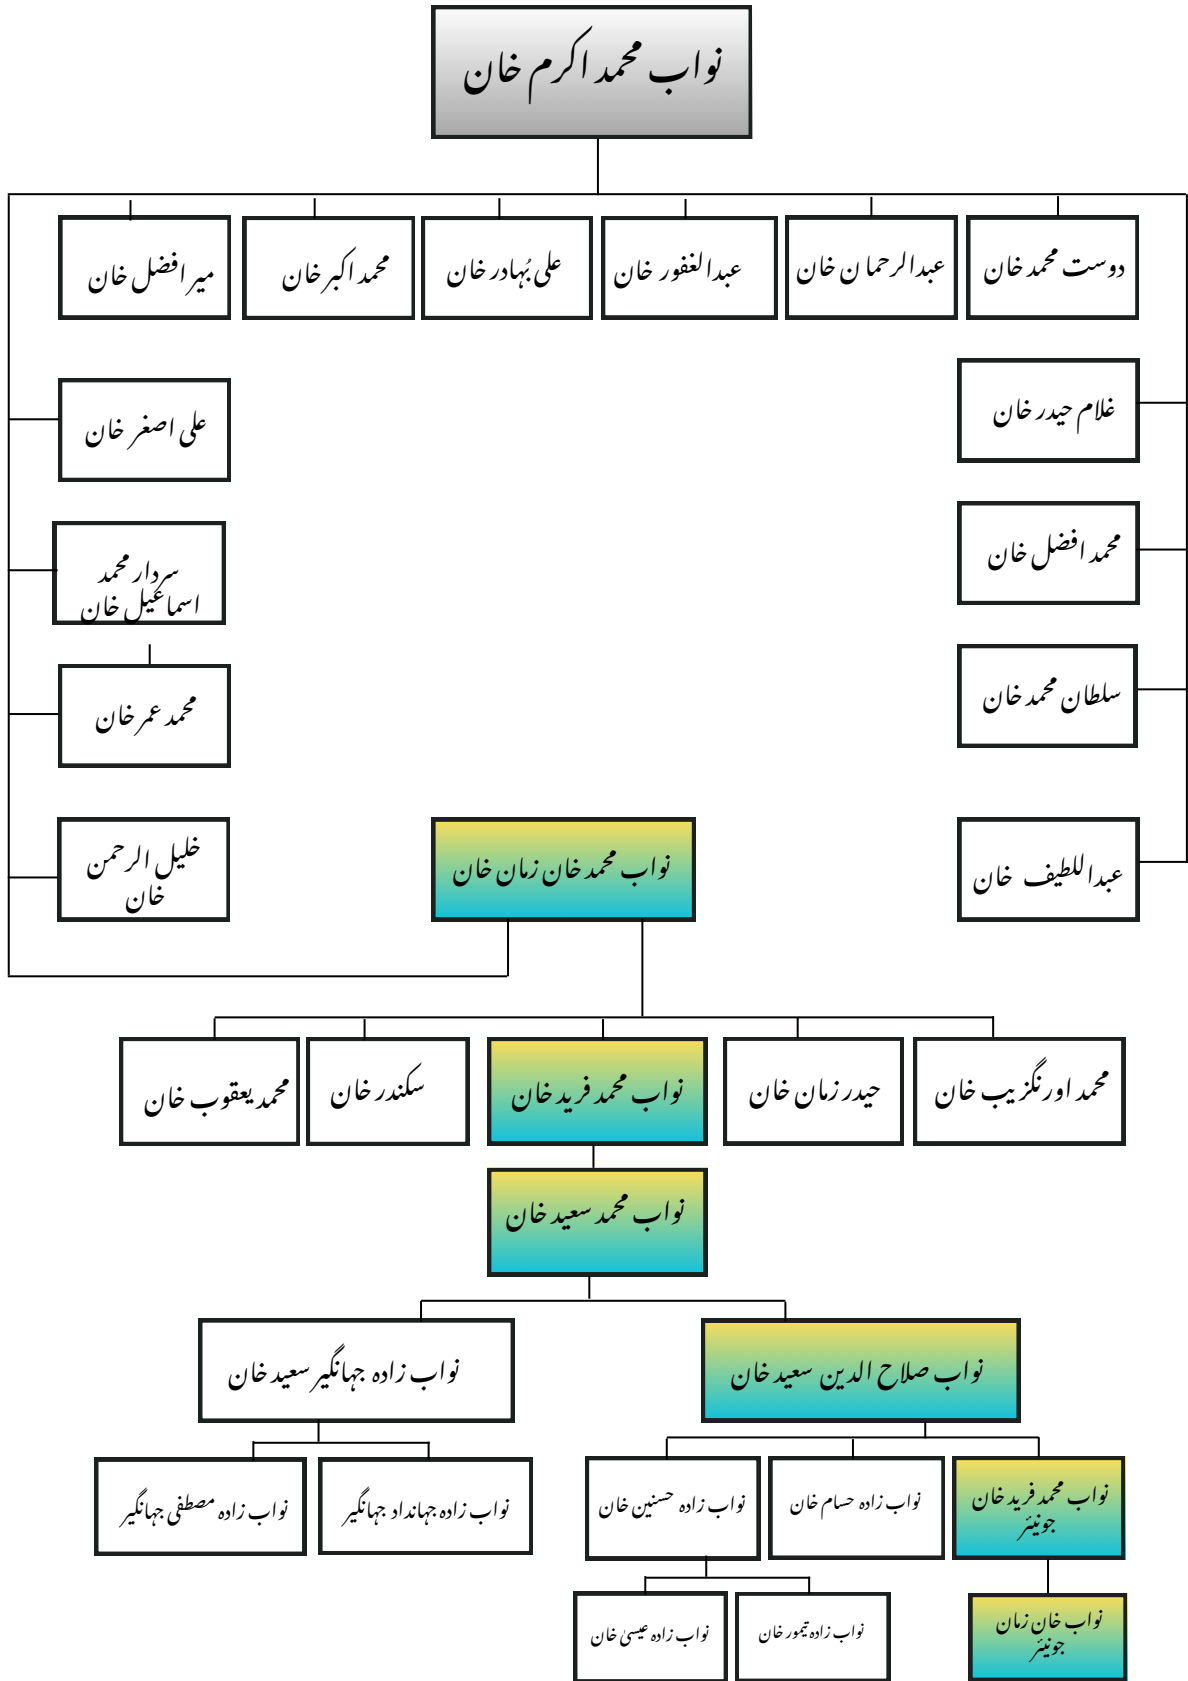 نواب محمد اکرم خان
دوست محمد خان
عبدالرحمان خان
عبدالغفور خان
علی بُہادر خان
محمد اکبر خان
میر افضل خان
غلام حیدر خان
علی اصغر خان
محمد افضل خان
سردار محمد
اسماعیل خان
سلطان محمد خان
محمد عمر خان
عبداللطیف خان
نواب محمد خان زمان خان
خلیل الرحمن
خان
محمد اورنگزیب خان
حیدر زمان خان
نواب محمد فرید خان
سکندر خان
محمد یعقوب خان
نواب محمد سعید خان
نواب صلاح الدین سعید خان
نواب زادہ جہانگیر سعید خان
نواب محمد فرید خان
جونیئر
نواب زادہ حسام خان
نواب زادہ حسنین خان
نواب زادہ جہانداد جہانگیر
نواب زادہ مصطفی جہانگیر
نواب خان زمان
جونیئر
نواب زادہ تیمور خان
نواب زادہ عیسیٰ خان